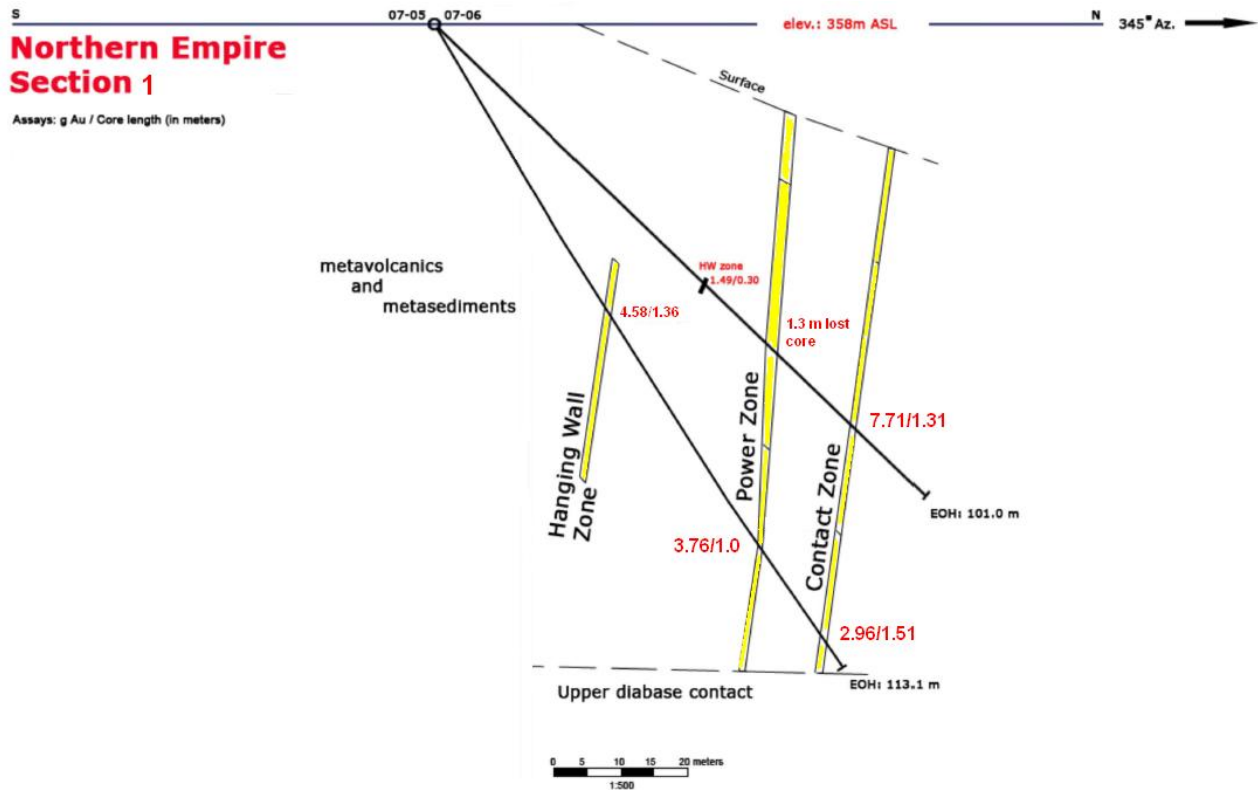 S
07-05
07-06
elev.: 358m ASL
N
345° Az.
Northern Empire
Section 1
Assays: g Au / Core length (in meters)
Surface
metavolcanics
and
metasediments
HW zone
1.49/0.30
4.58/1.36
1.3 m lost
core
Hanging Wall
Zone
Power Zone
Contact Zone
7.71/1.31
EOH: 101.0 m
3.76/1.0
2.96/1.51
EOH: 113.1 m
Upper diabase contact
0 5 10 15 20 meters
1:500